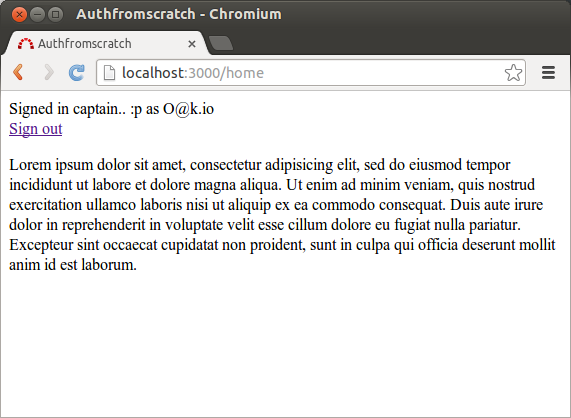 Authfromscratch - Chromium
Authfromscratch
localhost:3000/home
Signed in captain.. :p as O@k.io
Sign out
Lorem ipsum dolor sit amet, consectetur adipisicing elit, sed do eiusmod tempor
incididunt ut labore et dolore magna aliqua. Ut enim ad minim veniam, quis nostrud
exercitation ullamco laboris nisi ut aliquip ex ea commodo consequat. Duis aute irure
dolor in reprehenderit in voluptate velit esse cillum dolore eu fugiat nulla pariatur.
Excepteur sint occaecat cupidatat non proident, sunt in culpa qui officia deserunt mollit
anim id est laborum.